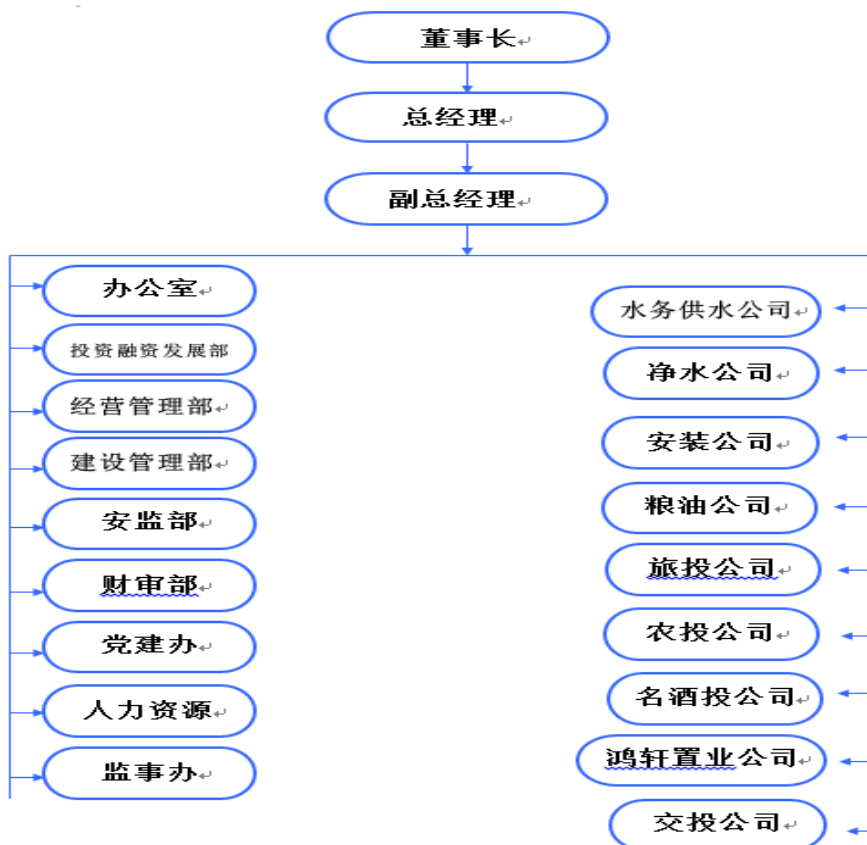 董事长
总经理
副总经理
办公室
投资融资发展部
经营管理部
建设管理部
安监部
财审部
党建办
人力资源
监事办
水务供水公司
净水公司
安装公司
粮油公司
旅投公司
农投公司
名酒投公司
鸿轩置业公司
交投公司